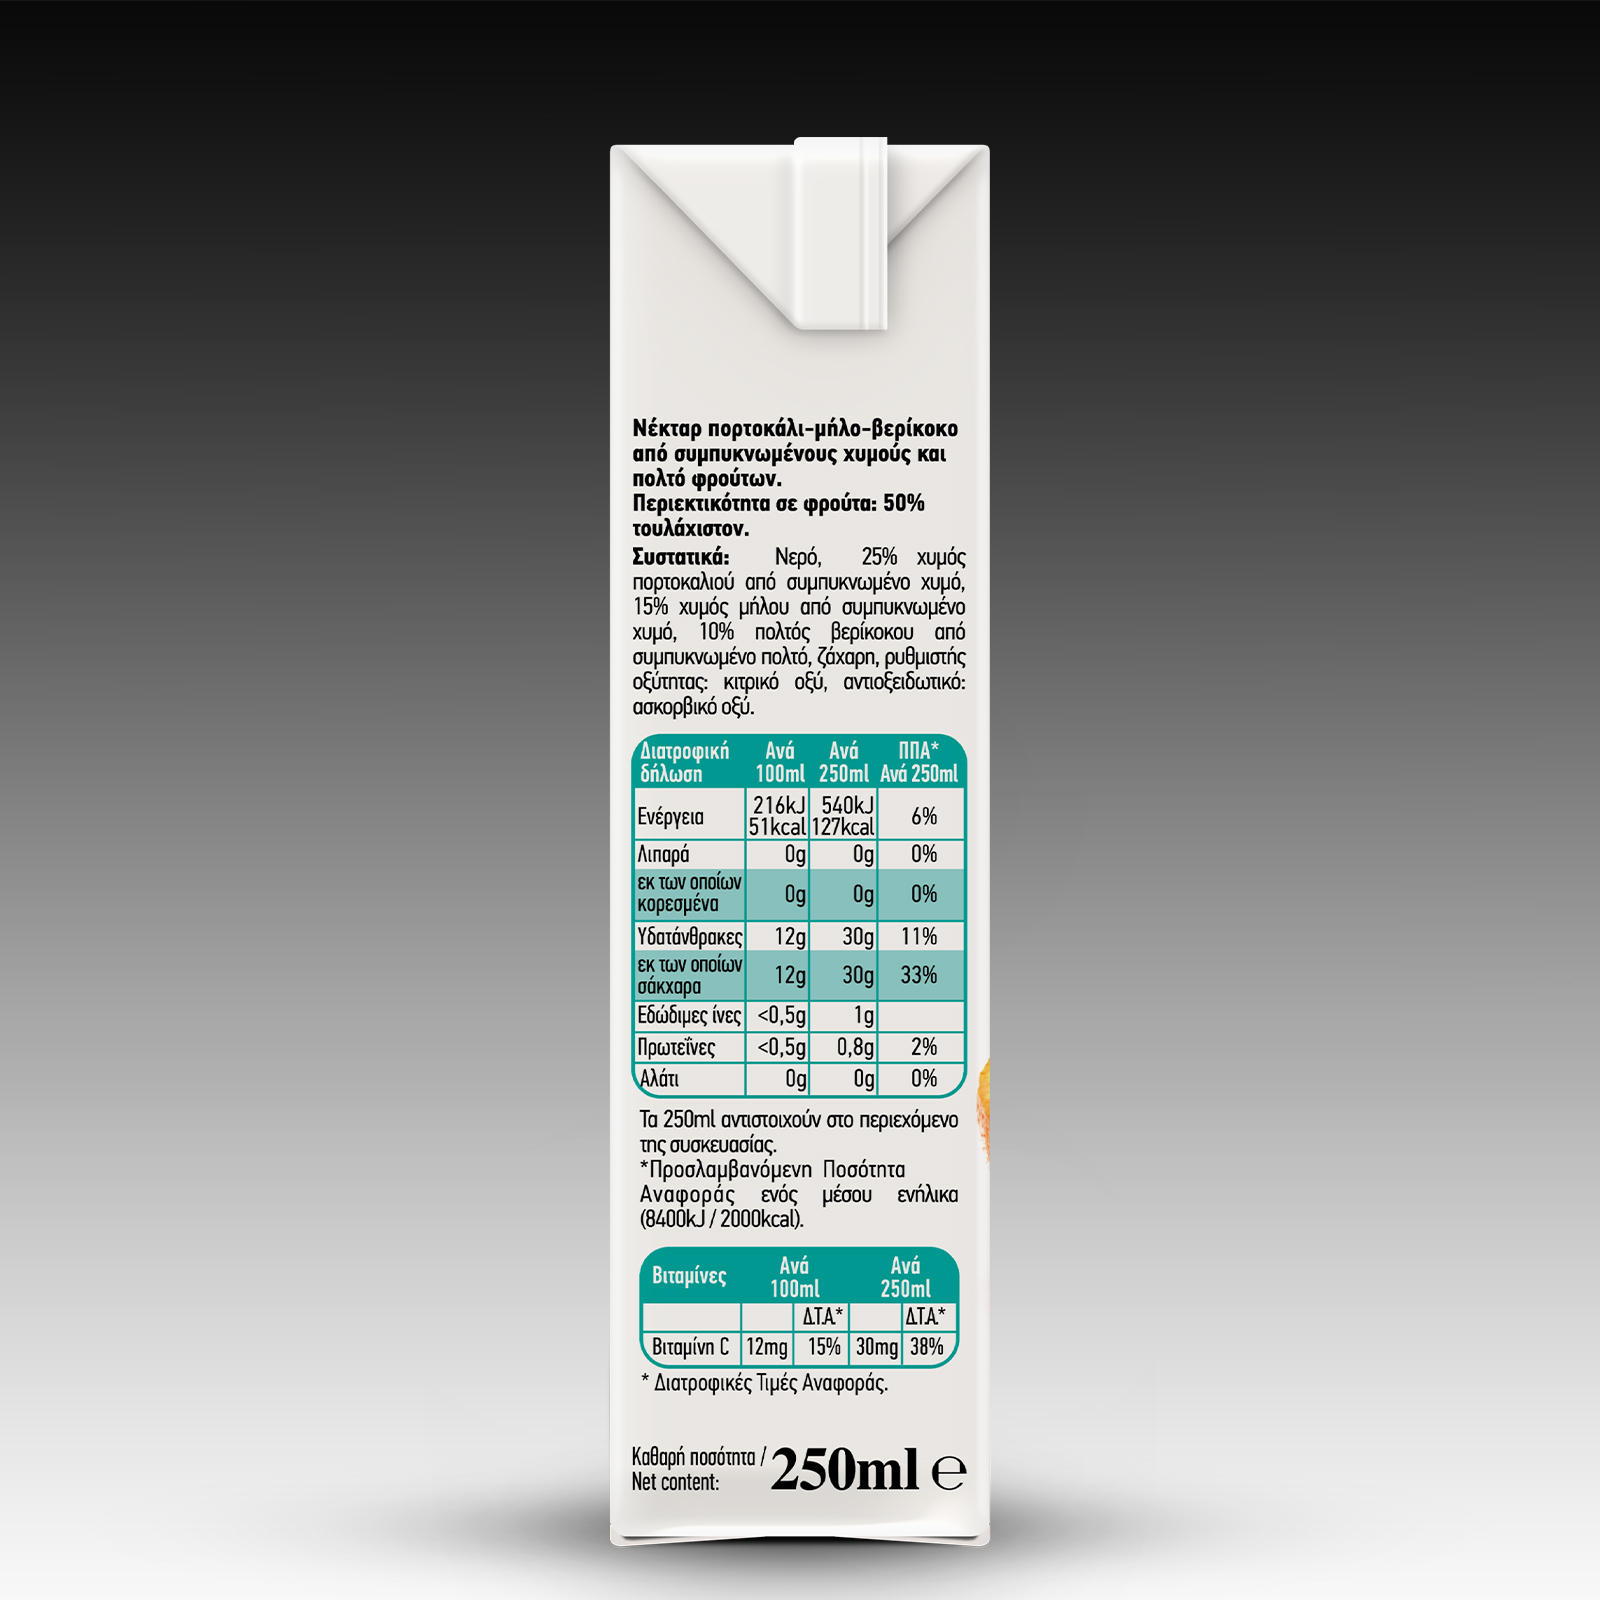 Νέκταρ πορτοκάλι-μήλο-βερίκοκο
από συμπυκνωμένους χυμούς και
πολτό φρούτων.
Περιεκτικότητα σε φρούτα: 50%
τουλάχιστον.
Συστατικά: Νερό, 25% χυμός
πορτοκαλιού από συμπυκνωμένο χυμό,
15% χυμός μήλου από συμπυκνωμένο
χυμό, 10% πολτός βερίκοκου από
συμπυκνωμένο πολτό, ζάχαρη, ρυθμιστής
οξύτητας: κιτρικό οξύ, αντιοξειδωτικό:
ασκορβικό οξύ.
Διατροφική Ανά Ανά ΠΠΑ*
δήλωση 100ml 250ml Ανά 250ml
Ενέργεια 216kJ 540kJ 6%
51kcal 127kcal
Λιπαρά 0g 0g 0%
εκ των οποίων
κορεσμένα 0g 0g 0%
Υδατάνθρακες 12g 30g 11%
εκ των οποίων
σάκχαρα 12g 30g 33%
Εδώδιμες ίνες <0,5g 1g
Πρωτεΐνες <0,5g 0,8g 2%
Αλάτι 0g 0g 0%
Τα 250ml αντιστοιχούν στο περιεχόμενο
της συσκευασίας.
*Προσλαμβανόμενη Ποσότητα
Αναφοράς ενός μέσου ενήλικα
(8400kJ / 2000kcal).
Βιταμίνες Ανά Ανά
100ml 250ml
Δ.Τ.Α.* Δ.Τ.Α.*
Βιταμίνη C 12mg 15% 30mg 38%
* Διατροφικές Τιμές Αναφοράς.
Καθαρή ποσότητα /
Net content: 250ml ℮